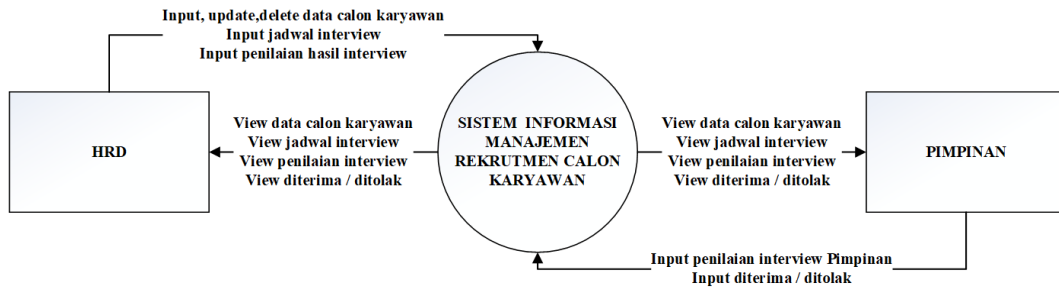 Input, update,delete data calon karyawan
Input jadwal interview
Input penilaian hasil interview
HRD
View data calon karyawan
View jadwal interview
View penilaian interview
View diterima / ditolak
SISTEM INFORMASI
MANAJEMEN
REKRUTMEN CALON
KARYAWAN
View data calon karyawan
View jadwal interview
View penilaian interview
View diterima / ditolak
PIMPINAN
Input penilaian interview Pimpinan
Input diterima / ditolak